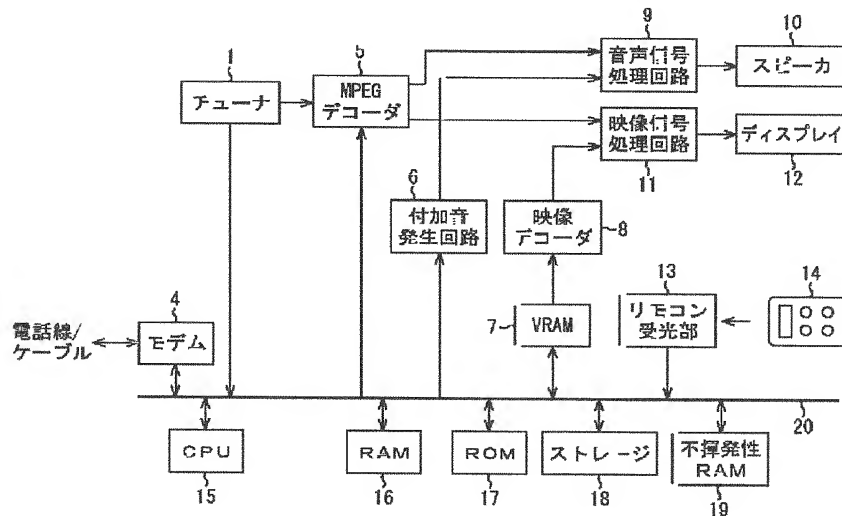 9
音声信号
処理回路
10
スピーカ
1
チューナ
5
MPEG
デコーダ
映像信号
処理回路
11
ディスプレイ
12
6
付加音
発生回路
映像
デコーダ
8
4
モデム
電話線/
ケーブル
7
VRAM
13
リモコン
受光部
14
20
CPU
15
RAM
16
ROM
17
ストレージ
18
不揮発性
RAM
19